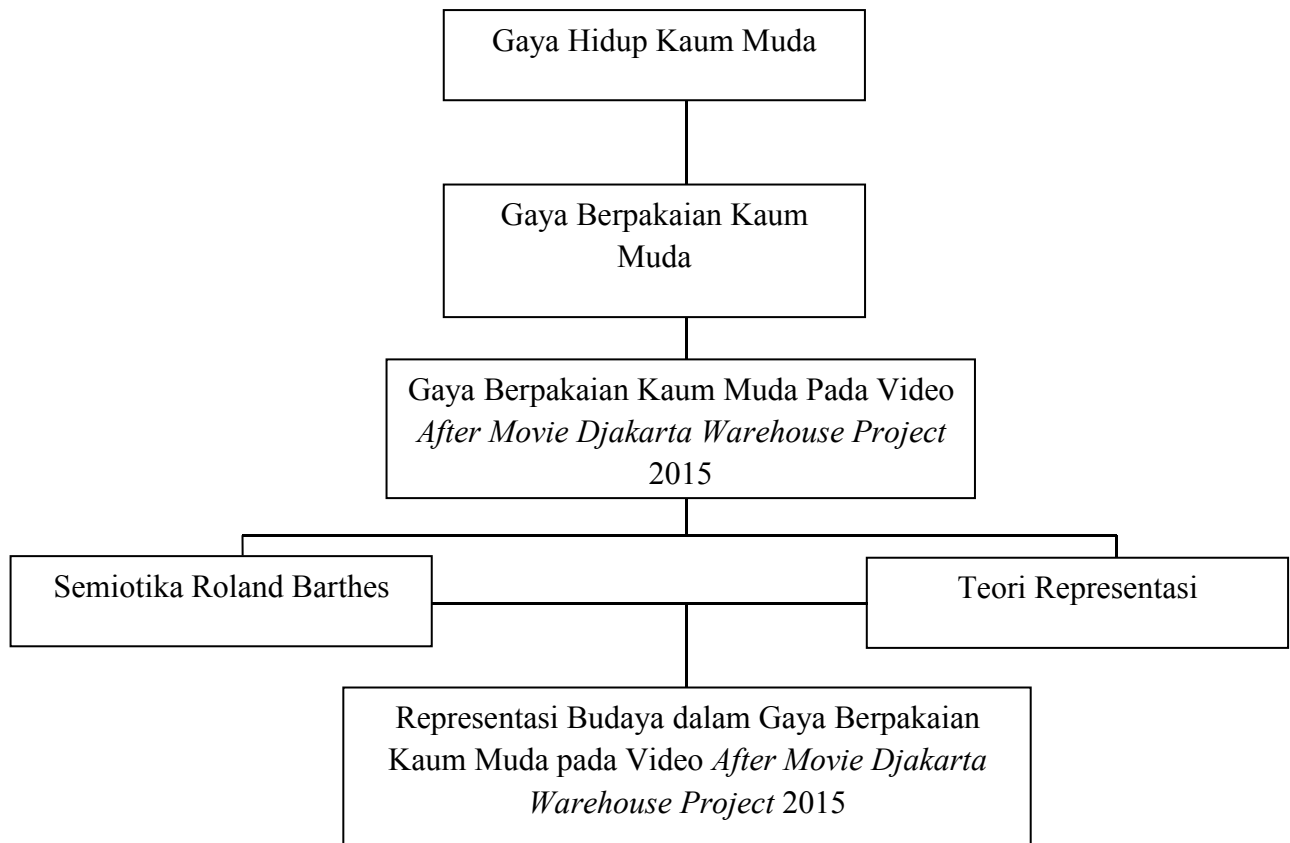 Gaya Hidup Kaum Muda
Gaya Berpakaian Kaum
Muda
Gaya Berpakaian Kaum Muda Pada Video
After Movie Djakarta Warehouse Project
2015
Semiotika Roland Barthes
Teori Representasi
Representasi Budaya dalam Gaya Berpakaian
Kaum Muda pada Video After Movie Djakarta
Warehouse Project 2015